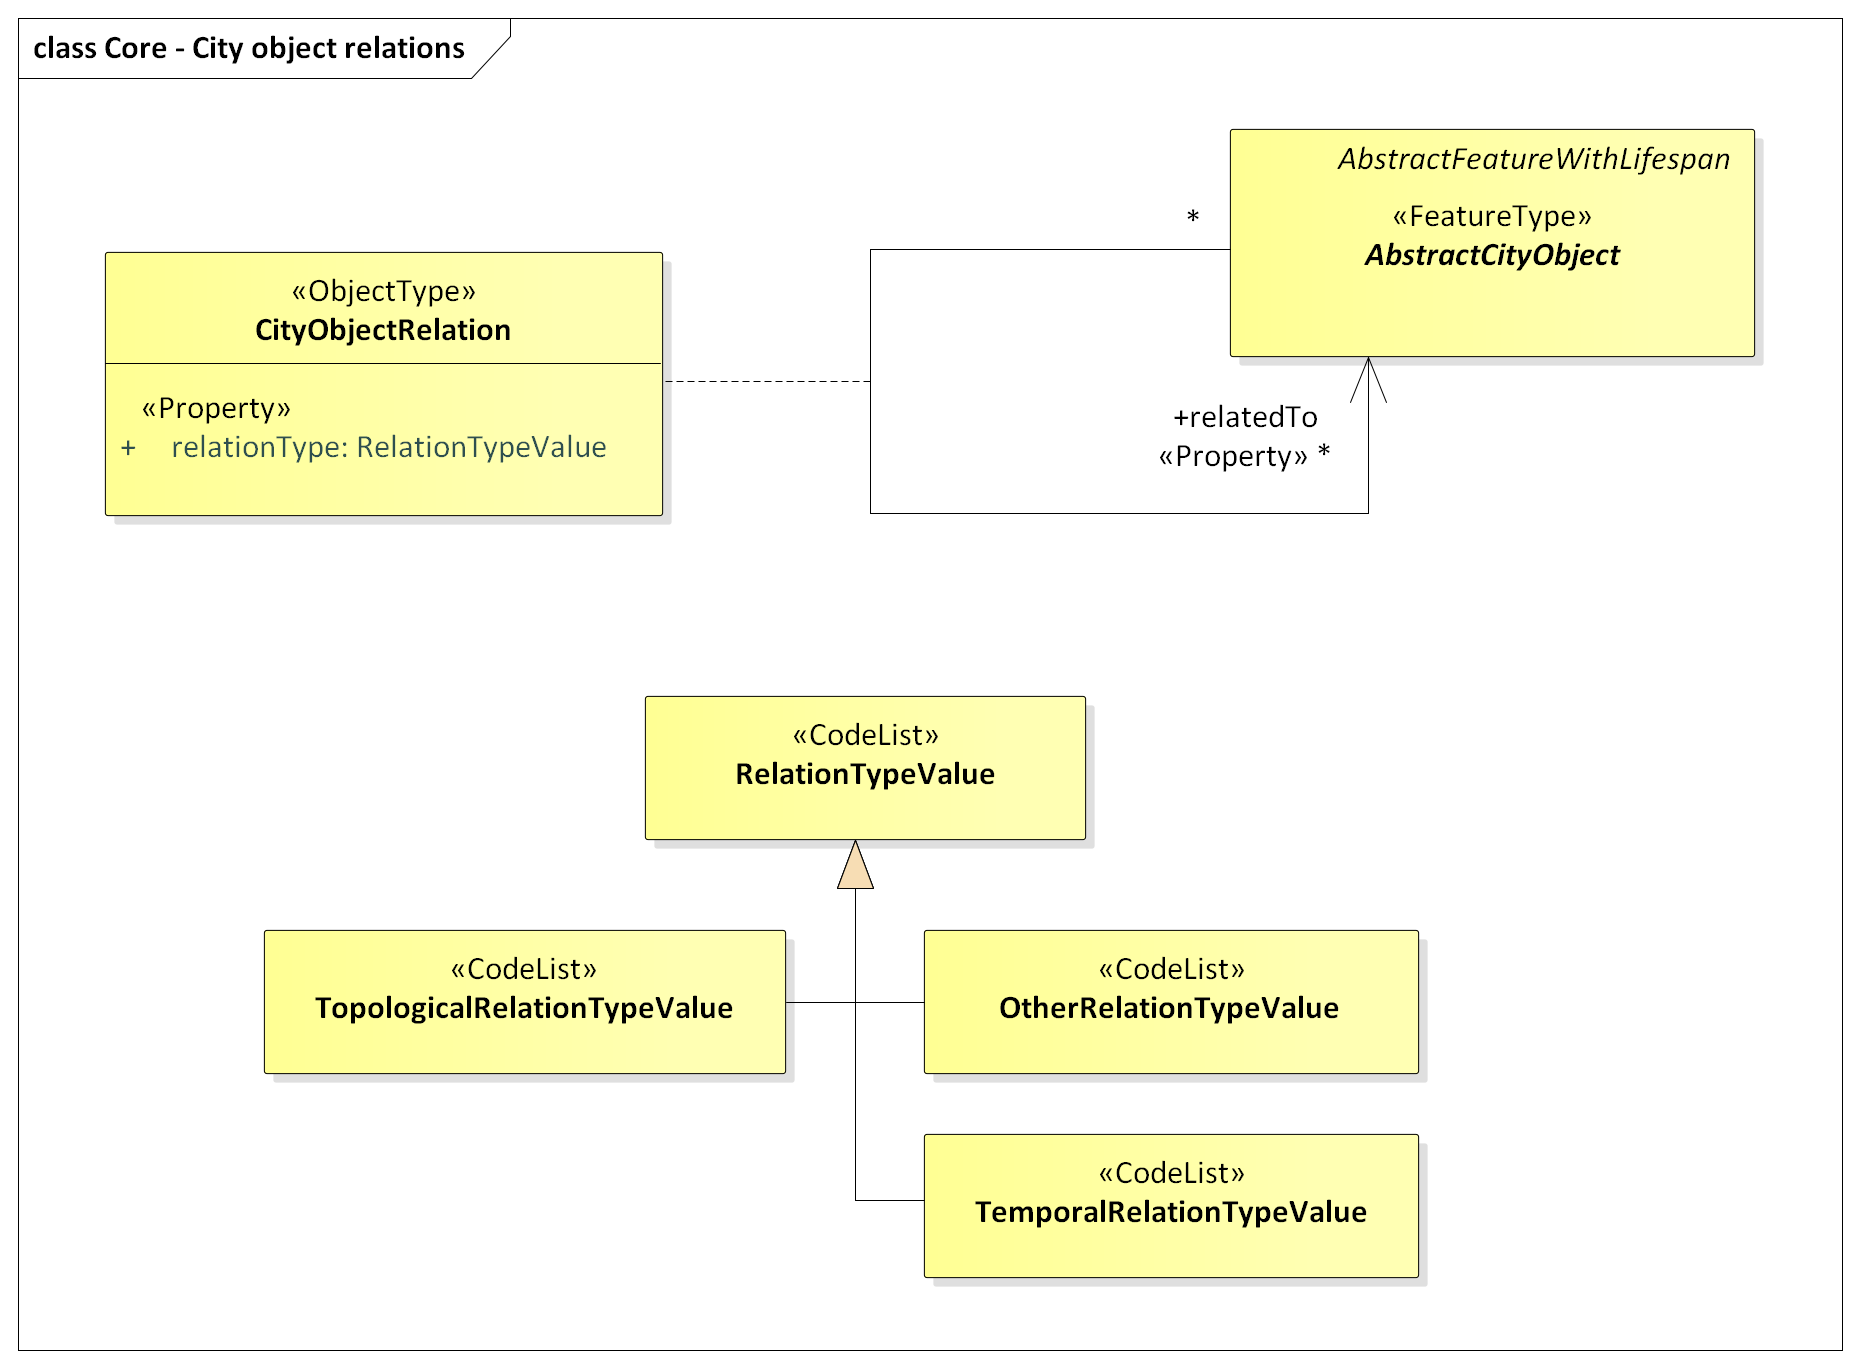 class Core - City object relations
AbstractFeatureWithLifespan
«FeatureType»
AbstractCityObject
*
«ObjectType»
CityObjectRelation
«Property»
+ relationType: RelationTypeValue
+relatedTo
«Property» *
«CodeList»
RelationTypeValue
«CodeList»
TopologicalRelationTypeValue
«CodeList»
OtherRelationTypeValue
«CodeList»
TemporalRelationTypeValue